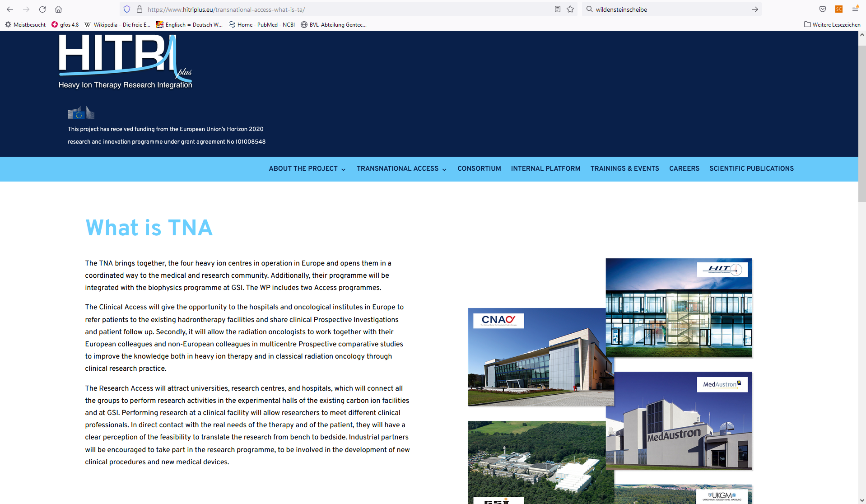 https://www.hitriplus.eu/transnational-access-what-is-ta/
wildensteinscheibe
Meistbesucht
gfos 4.8
Wikipedia
Die freie E...
Englisch ⇔ Deutsch W...
Home - PubMed - NCBI
BVL - Abteilung Gentec...
Weitere Lesezeichen
HITRI plus
Heavy Ion Therapy Research Integration
This project has received funding from the European Union's Horizon 2020
research and innovation programme under grant agreement No 101008548
ABOUT THE PROJECT TRANSNATIONAL ACCESS CONSORTIUM INTERNAL PLATFORM TRAININGS & EVENTS CAREERS SCIENTIFIC PUBLICATIONS
What is TNA
The TNA brings together, the four heavy ion centres in operation in Europe and opens them in a
coordinated way to the medical and research community. Additionally, their programme will be
integrated with the biophysics programme at GSI. The WP includes two Access programmes.
The Clinical Access will give the opportunity to the hospitals and oncological institutes in Europe to
refer patients to the existing hadrontherapy facilities and share clinical Prospective Investigations
and patient follow up. Secondly, it will allow the radiation oncologists to work together with their
European colleagues and non-European colleagues in multicentre Prospective comparative studies
to improve the knowledge both in heavy ion therapy and in classical radiation oncology through
clinical research practice.
The Research Access will attract universities, research centres, and hospitals, which will connect all
the groups to perform research activities in the experimental halls of the existing carbon ion facilities
and at GSI. Performing research at a clinical facility will allow researchers to meet different clinical
professionals. In direct contact with the real needs of the therapy and of the patient, they will have a
clear perception of the feasibility to translate the research from bench to bedside. Industrial partners
will be encouraged to take part in the research programme, to be involved in the development of new
clinical procedures and new medical devices.
HIT
CNAO
MedAustron
MedAustron
GSI
UKGM